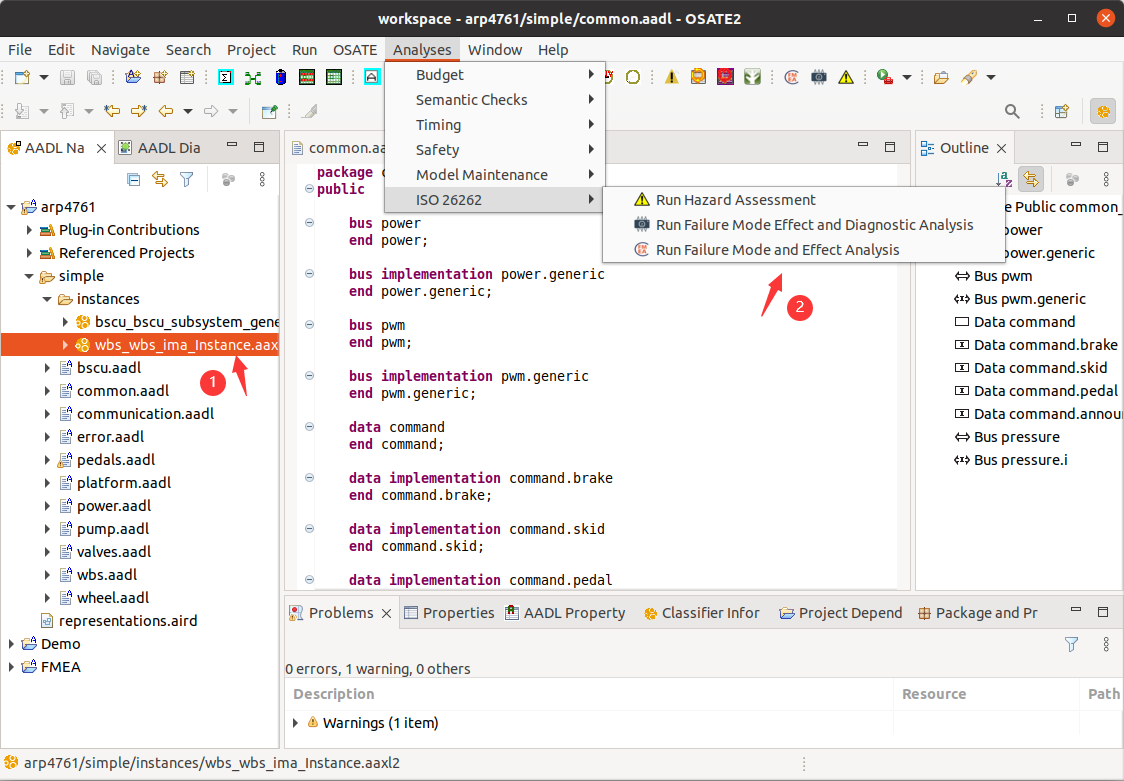 workspace - arp4761/simple/common.aadl - OSATE2
File Edit Navigate Search Project Run OSATE Analyses Window Help
Budget
Semantic Checks
Timing
Safety
Model Maintenance
ISO 26262
Run Hazard Assessment
Run Failure Mode Effect and Diagnostic Analysis
Run Failure Mode and Effect Analysis
AADL Na
AADL Dia
arp4761
Plug-in Contributions
Referenced Projects
simple
instances
bscu_bscu_subsystem_gene
wbs_wbs_ima_Instance.aax
1
bscu.aadl
common.aadl
communication.aadl
error.aadl
pedals.aadl
platform.aadl
power.aadl
pump.aadl
valves.aadl
wbs.aadl
wheel.aadl
representations.aird
Demo
FMEA
common.aa
package c
public
bus power
end power;
bus implementation power.generic
end power.generic;
bus pwm
end pwm;
bus implementation pwm.generic
end pwm.generic;
data command
end command;
data implementation command.brake
end command.brake;
data implementation command.skid
end command.skid;
data implementation command.pedal
2
Outline
e Public common_
power
power.generic
Bus pwm
Bus pwm.generic
Data command
Data command.brake
Data command.skid
Data command.pedal
Data command.annou
Bus pressure
Bus pressure.i
Problems
Properties
AADL Property
Classifier Infor
Project Depend
Package and Pr
0 errors, 1 warning, 0 others
Description Resource Path
Warnings (1 item)
arp4761/simple/instances/wbs_wbs_ima_Instance.aaxl2